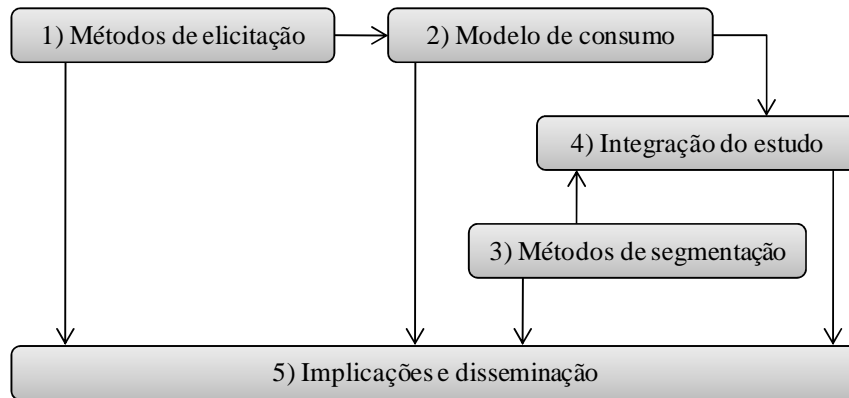 1) Métodos de elicitação
2) Modelo de consumo
4) Integração do estudo
3) Métodos de segmentação
5) Implicações e disseminação